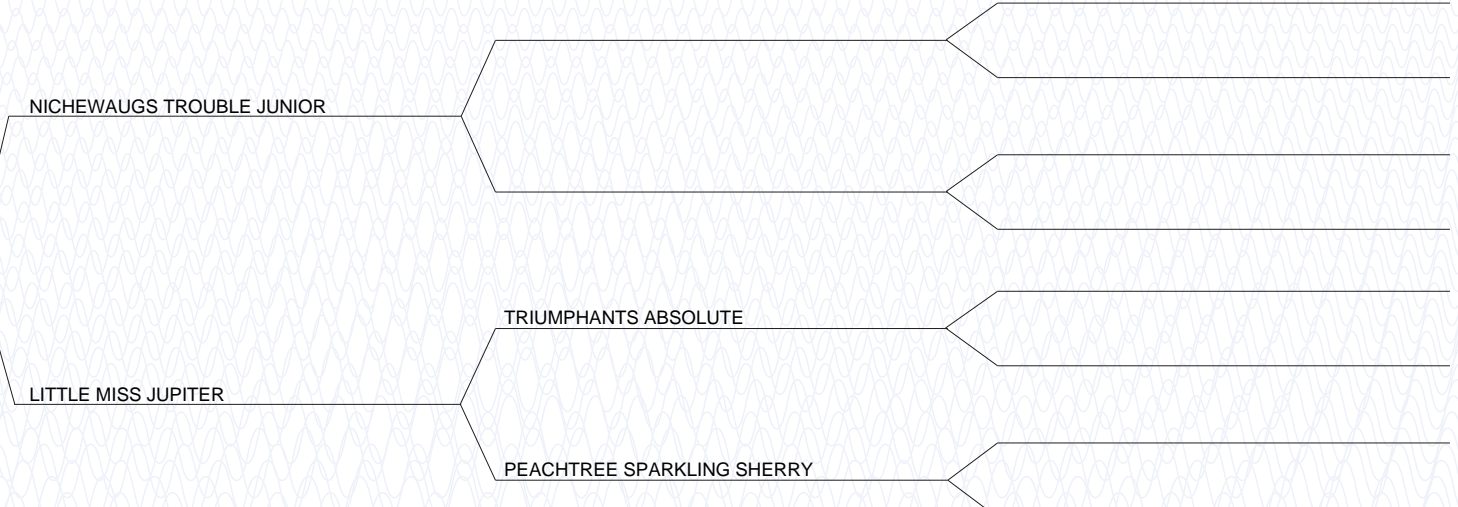 NICHEWAUGS TROUBLE JUNIOR
TRIUMPHANTS ABSOLUTE
LITTLE MISS JUPITER
PEACHTREE SPARKLING SHERRY